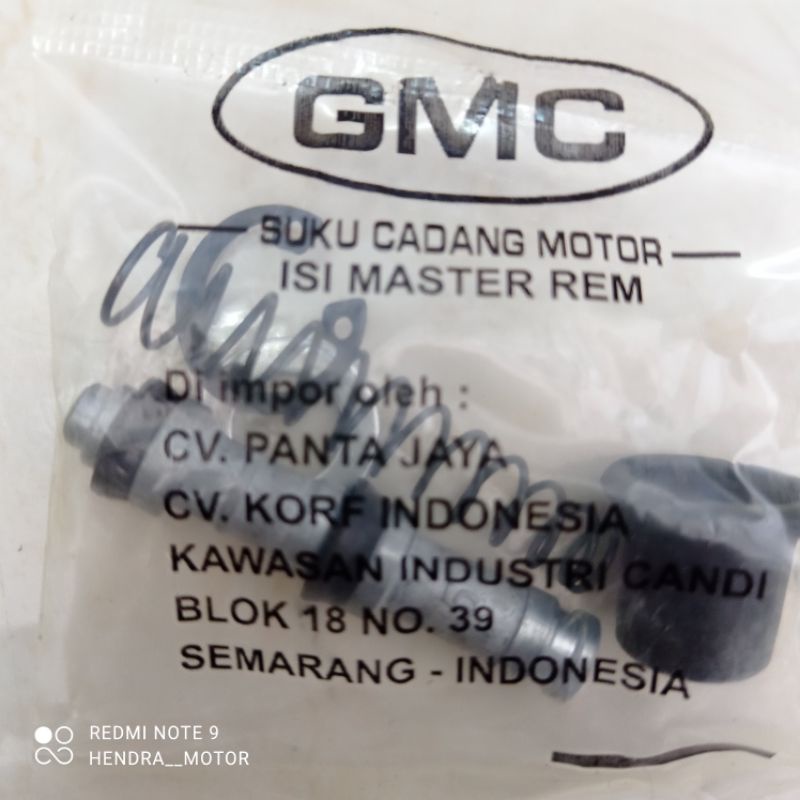 GMC
SUKU CADANG MOTOR
ISI MASTER REM
Di impor oleh :
CV. PANTA JAYA
CV. KORF INDONESIA
KAWASAN INDUSTRI CANDI
BLOK 18 NO. 39
SEMARANG - INDONESIA
REDMI NOTE 9
HENDRA__MOTOR